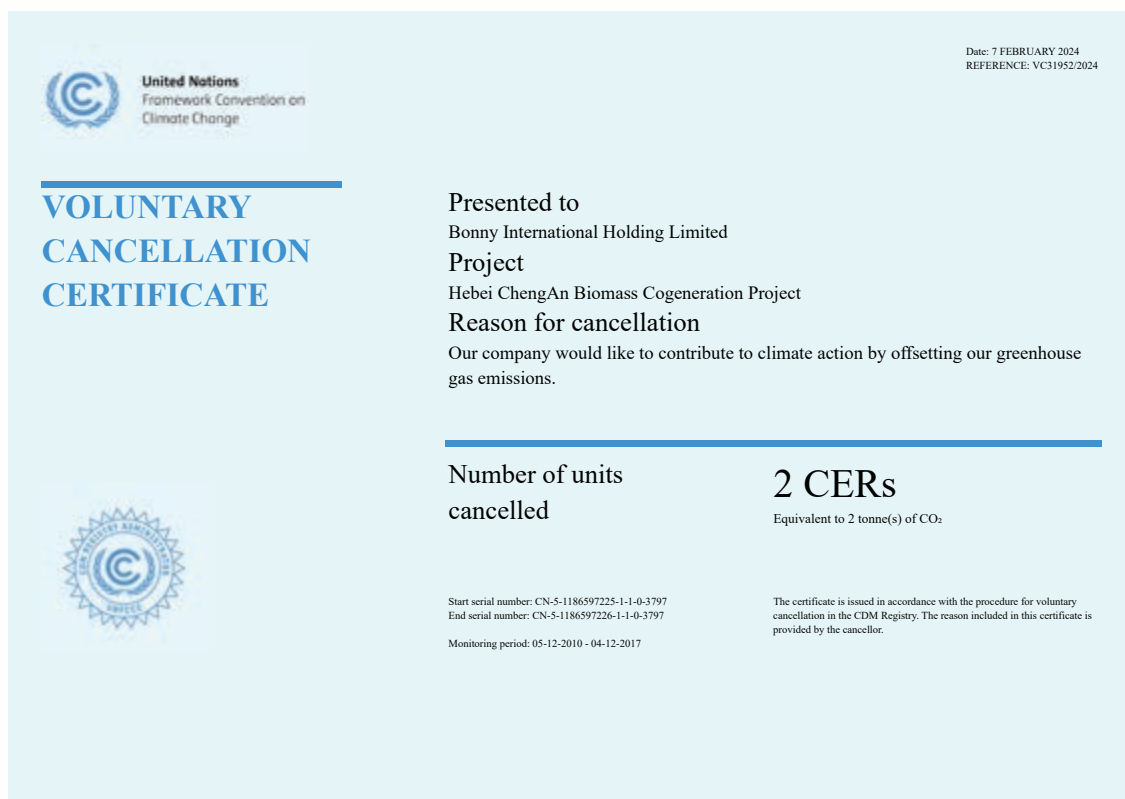 Date: 7 FEBRUARY 2024
REFERENCE: VC31952/2024
United Nations
Framework Convention on
Climate Change
VOLUNTARY
CANCELLATION
CERTIFICATE
Presented to
Bonny International Holding Limited
Project
Hebei ChengAn Biomass Cogeneration Project
Reason for cancellation
Our company would like to contribute to climate action by offsetting our greenhouse
gas emissions.
Number of units
cancelled
2 CERs
Equivalent to 2 tonne(s) of CO₂
CDM REGISTRY ADMINISTRATOR
UNFCCC
Start serial number: CN-5-1186597225-1-1-0-3797
End serial number: CN-5-1186597226-1-1-0-3797
Monitoring period: 05-12-2010 - 04-12-2017
The certificate is issued in accordance with the procedure for voluntary
cancellation in the CDM Registry. The reason included in this certificate is
provided by the cancellor.